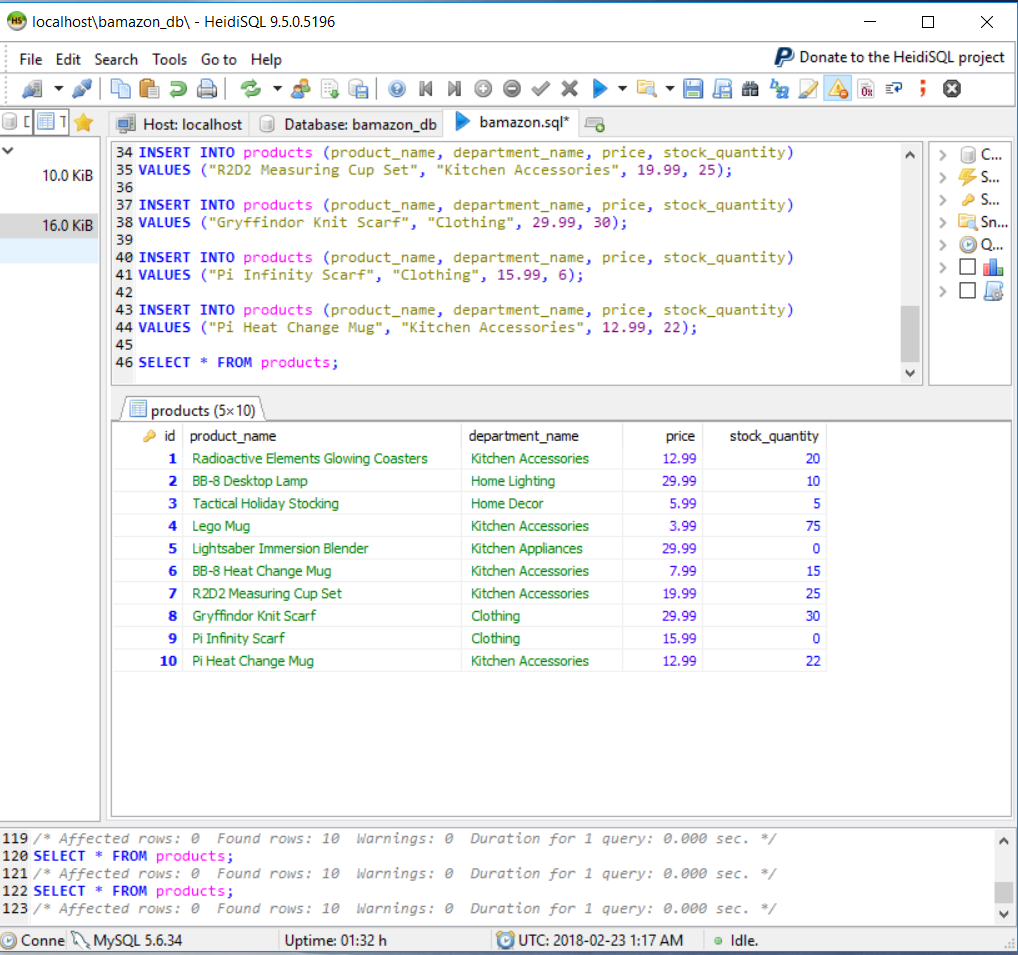 localhost\bamazon_db\ - HeidiSQL 9.5.0.5196
File Edit Search Tools Go to Help
Donate to the HeidiSQL project
Host: localhost
Database: bamazon_db
bamazon.sql*
10.0 KiB
16.0 KiB
34 INSERT INTO products (product_name, department_name, price, stock_quantity)
35 VALUES ("R2D2 Measuring Cup Set", "Kitchen Accessories", 19.99, 25);
36
37 INSERT INTO products (product_name, department_name, price, stock_quantity)
38 VALUES ("Gryffindor Knit Scarf", "Clothing", 29.99, 30);
39
40 INSERT INTO products (product_name, department_name, price, stock_quantity)
41 VALUES ("Pi Infinity Scarf", "Clothing", 15.99, 6);
42
43 INSERT INTO products (product_name, department_name, price, stock_quantity)
44 VALUES ("Pi Heat Change Mug", "Kitchen Accessories", 12.99, 22);
45
46 SELECT * FROM products;
C...
S...
S...
Sn...
Q...
products (5×10)
id product_name department_name price stock_quantity
1 Radioactive Elements Glowing Coasters Kitchen Accessories 12.99 20
2 BB-8 Desktop Lamp Home Lighting 29.99 10
3 Tactical Holiday Stocking Home Decor 5.99 5
4 Lego Mug Kitchen Accessories 3.99 75
5 Lightsaber Immersion Blender Kitchen Appliances 29.99 0
6 BB-8 Heat Change Mug Kitchen Accessories 7.99 15
7 R2D2 Measuring Cup Set Kitchen Accessories 19.99 25
8 Gryffindor Knit Scarf Clothing 29.99 30
9 Pi Infinity Scarf Clothing 15.99 0
10 Pi Heat Change Mug Kitchen Accessories 12.99 22
119 /* Affected rows: 0 Found rows: 10 Warnings: 0 Duration for 1 query: 0.000 sec. */
120 SELECT * FROM products;
121 /* Affected rows: 0 Found rows: 10 Warnings: 0 Duration for 1 query: 0.000 sec. */
122 SELECT * FROM products;
123 /* Affected rows: 0 Found rows: 10 Warnings: 0 Duration for 1 query: 0.000 sec. */
Conne MySQL 5.6.34 Uptime: 01:32 h UTC: 2018-02-23 1:17 AM Idle.